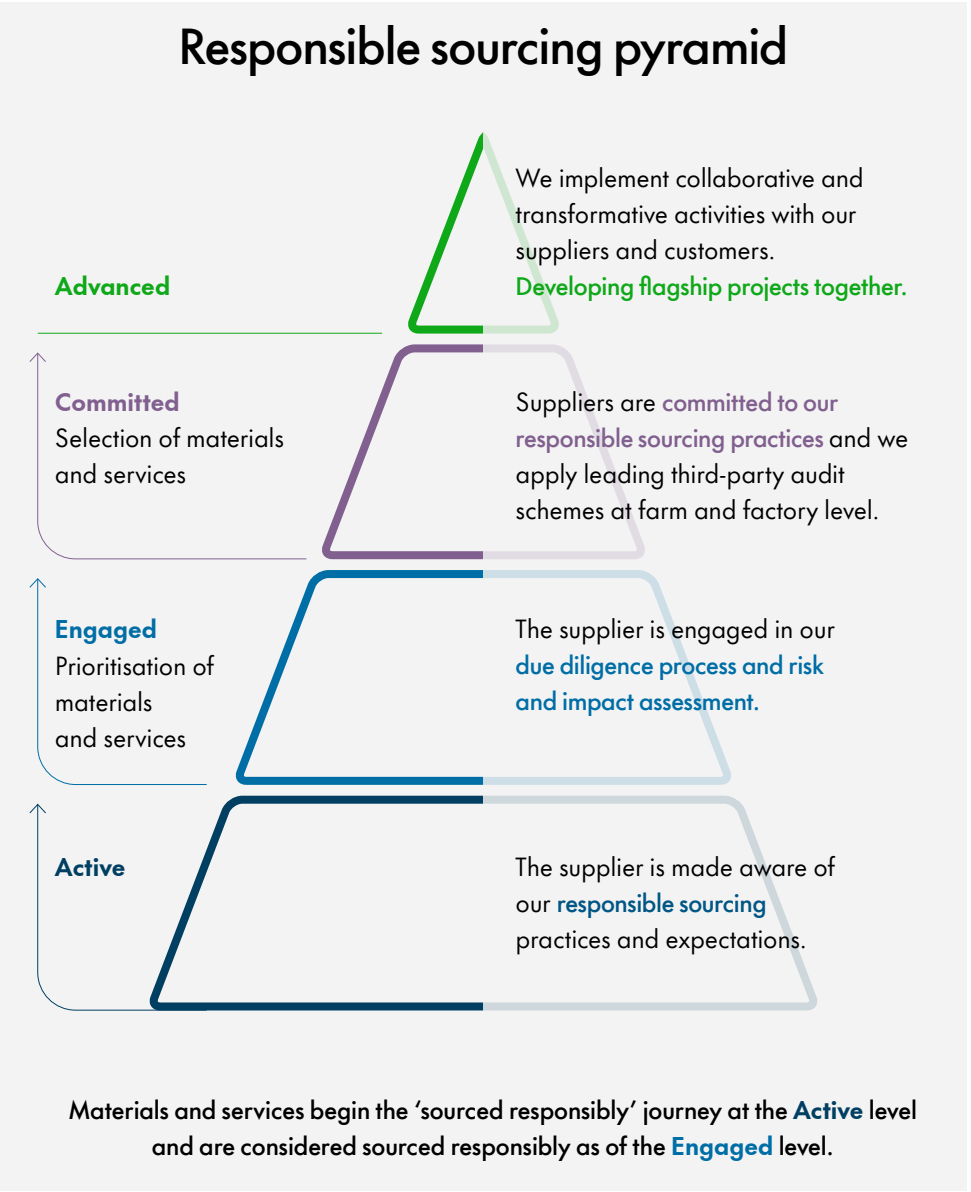 Responsible sourcing pyramid
We implement collaborative and
transformative activities with our
suppliers and customers.
Advanced
Developing flagship projects together.
Committed
Selection of materials
and services
Suppliers are committed to our
responsible sourcing practices and we
apply leading third-party audit
schemes at farm and factory level.
Engaged
Prioritisation of
materials
and services
The supplier is engaged in our
due diligence process and risk
and impact assessment.
Active
The supplier is made aware of
our responsible sourcing
practices and expectations.
Materials and services begin the ‘sourced responsibly’ journey at the Active level
and are considered sourced responsibly as of the Engaged level.